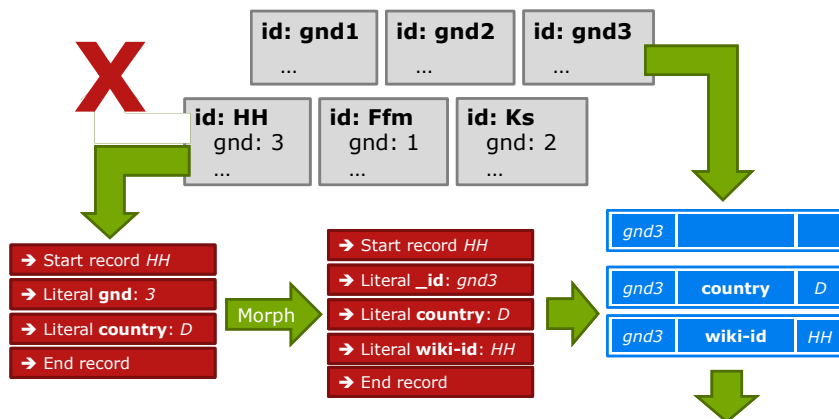 id: gnd1
...
id: gnd2
...
id: gnd3
...
X
id: HH
gnd: 3
...
id: Ffm
gnd: 1
...
id: Ks
gnd: 2
...
➔ Start record HH
➔ Literal gnd: 3
➔ Literal country: D
➔ End record
Morph
➔ Start record HH
➔ Literal _id: gnd3
➔ Literal country: D
➔ Literal wiki-id: HH
➔ End record
gnd3
gnd3 country D
gnd3 wiki-id HH